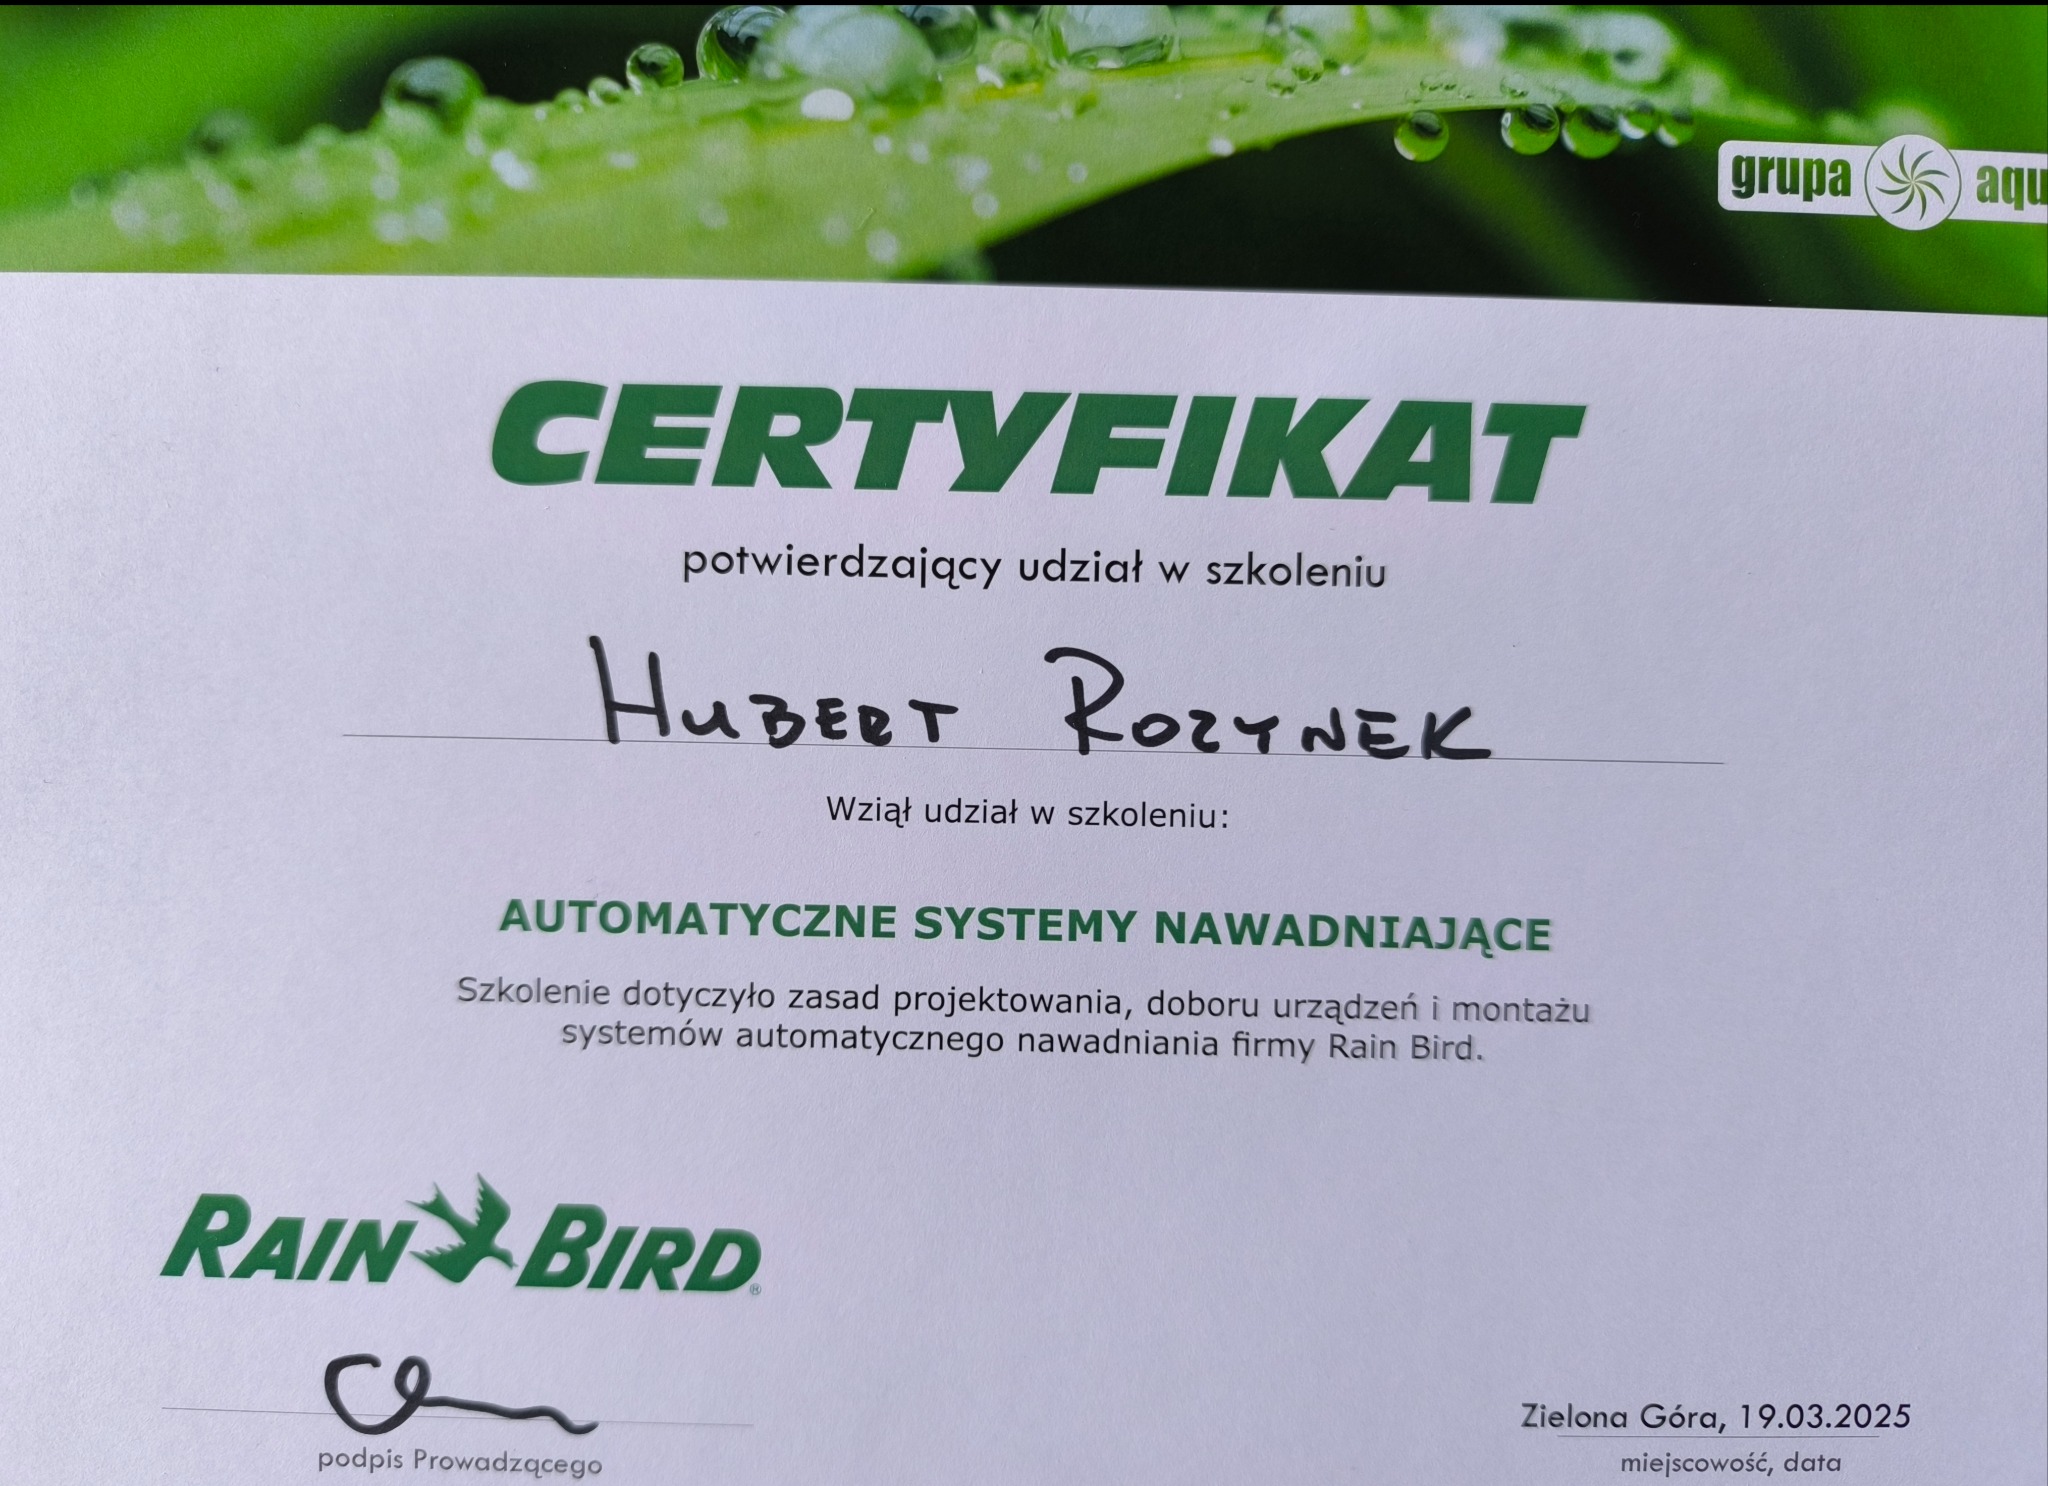 grupa aqu
CERTYFIKAT
potwierdzający udział w szkoleniu
HUBERT ROZYNEK
Wziął udział w szkoleniu:
AUTOMATYCZNE SYSTEMY NAWADNIAJĄCE
Szkolenie dotyczyło zasad projektowania, doboru urządzeń i montażu
systemów automatycznego nawadniania firmy Rain Bird.
RAIN BIRD®
Zielona Góra, 19.03.2025
podpis Prowadzącego
miejscowość, data